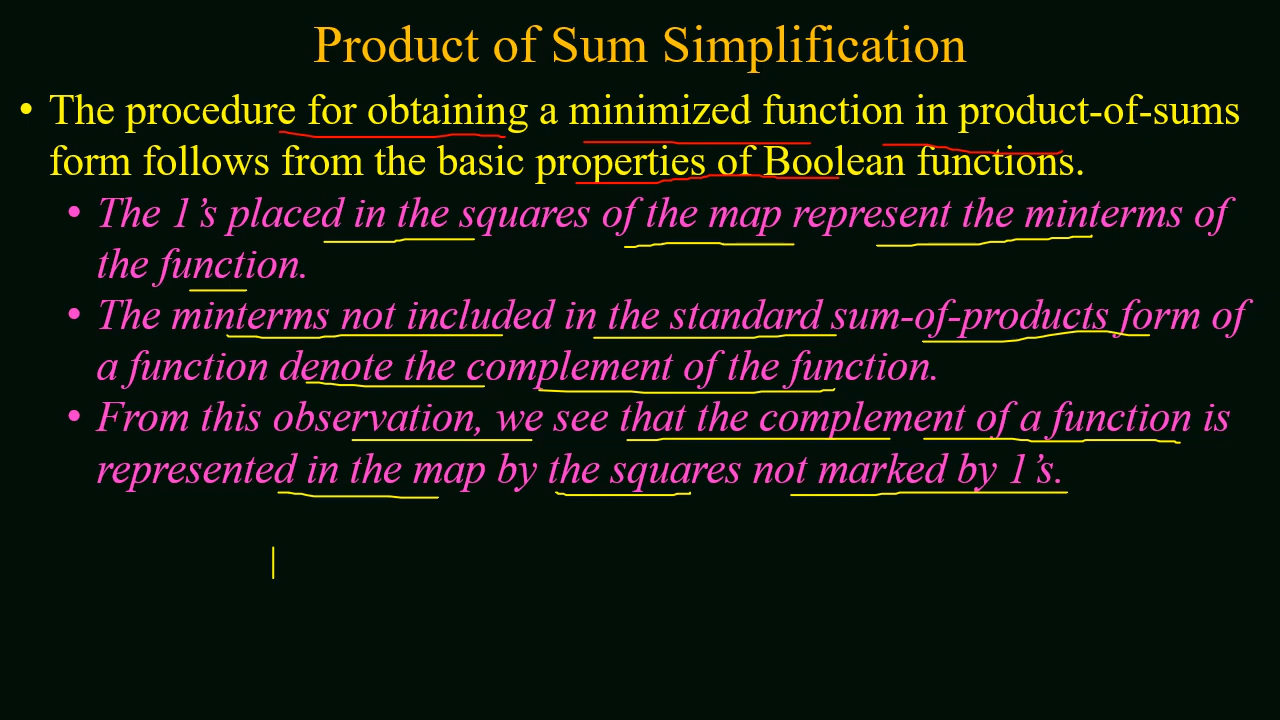 Product of Sum Simplification
• The procedure for obtaining a minimized function in product-of-sums
form follows from the basic properties of Boolean functions.
• The 1’s placed in the squares of the map represent the minterms of
the function.
• The minterms not included in the standard sum-of-products form of
a function denote the complement of the function.
• From this observation, we see that the complement of a function is
represented in the map by the squares not marked by 1’s.